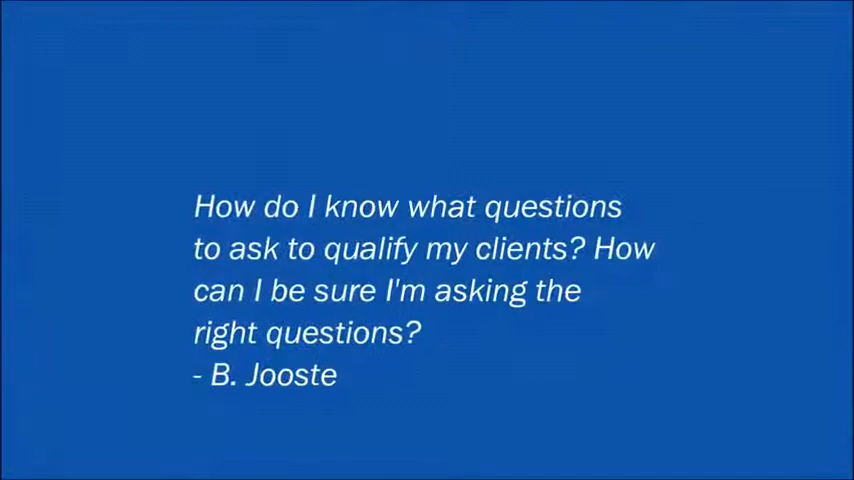 How do I know what questions
to ask to qualify my clients? How
can I be sure I'm asking the
right questions?
- B. Jooste